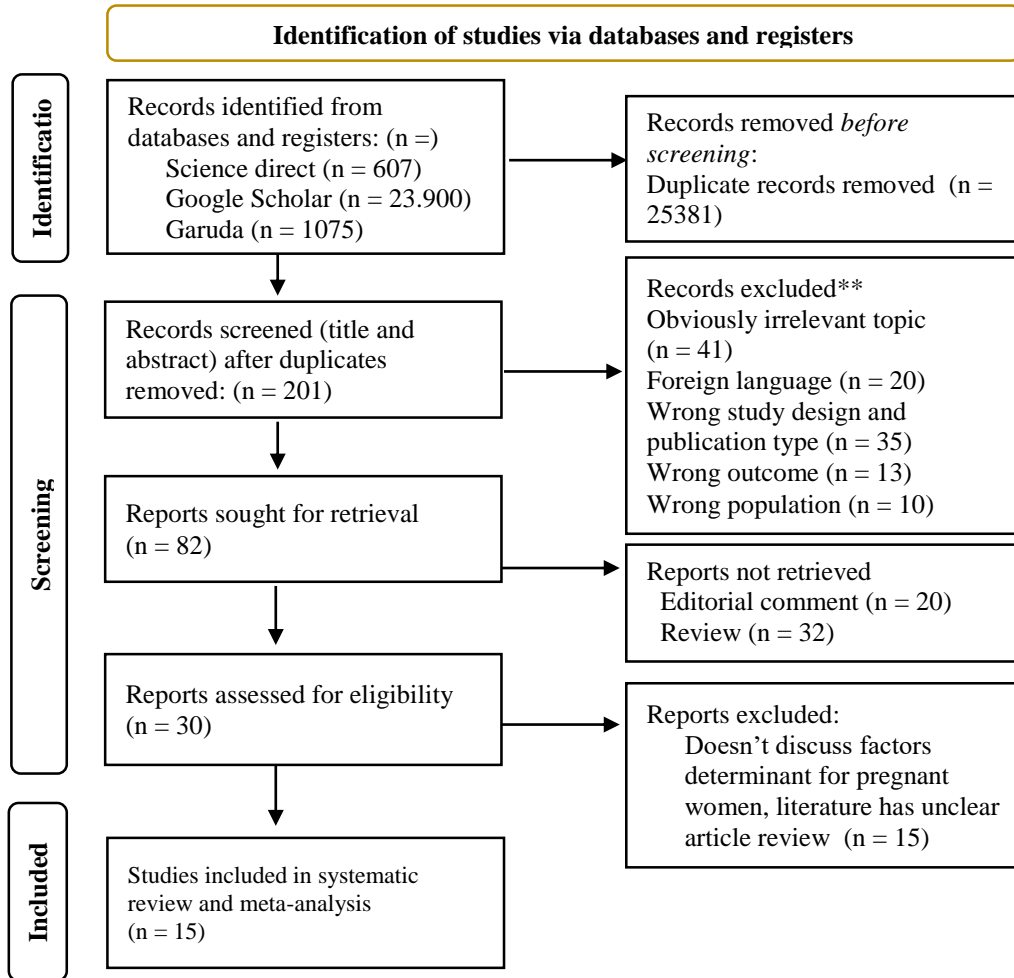 Identification of studies via databases and registers
Identificatio
Records identified from
databases and registers: (n =)
Science direct (n = 607)
Google Scholar (n = 23.900)
Garuda (n = 1075)
Records removed before
screening:
Duplicate records removed (n =
25381)
Screening
Records screened (title and
abstract) after duplicates
removed: (n = 201)
Records excluded**
Obviously irrelevant topic
(n = 41)
Foreign language (n = 20)
Wrong study design and
publication type (n = 35)
Wrong outcome (n = 13)
Wrong population (n = 10)
Reports sought for retrieval
(n = 82)
Reports not retrieved
Editorial comment (n = 20)
Review (n = 32)
Reports assessed for eligibility
(n = 30)
Reports excluded:
Doesn’t discuss factors
determinant for pregnant
women, literature has unclear
article review (n = 15)
Included
Studies included in systematic
review and meta-analysis
(n = 15)